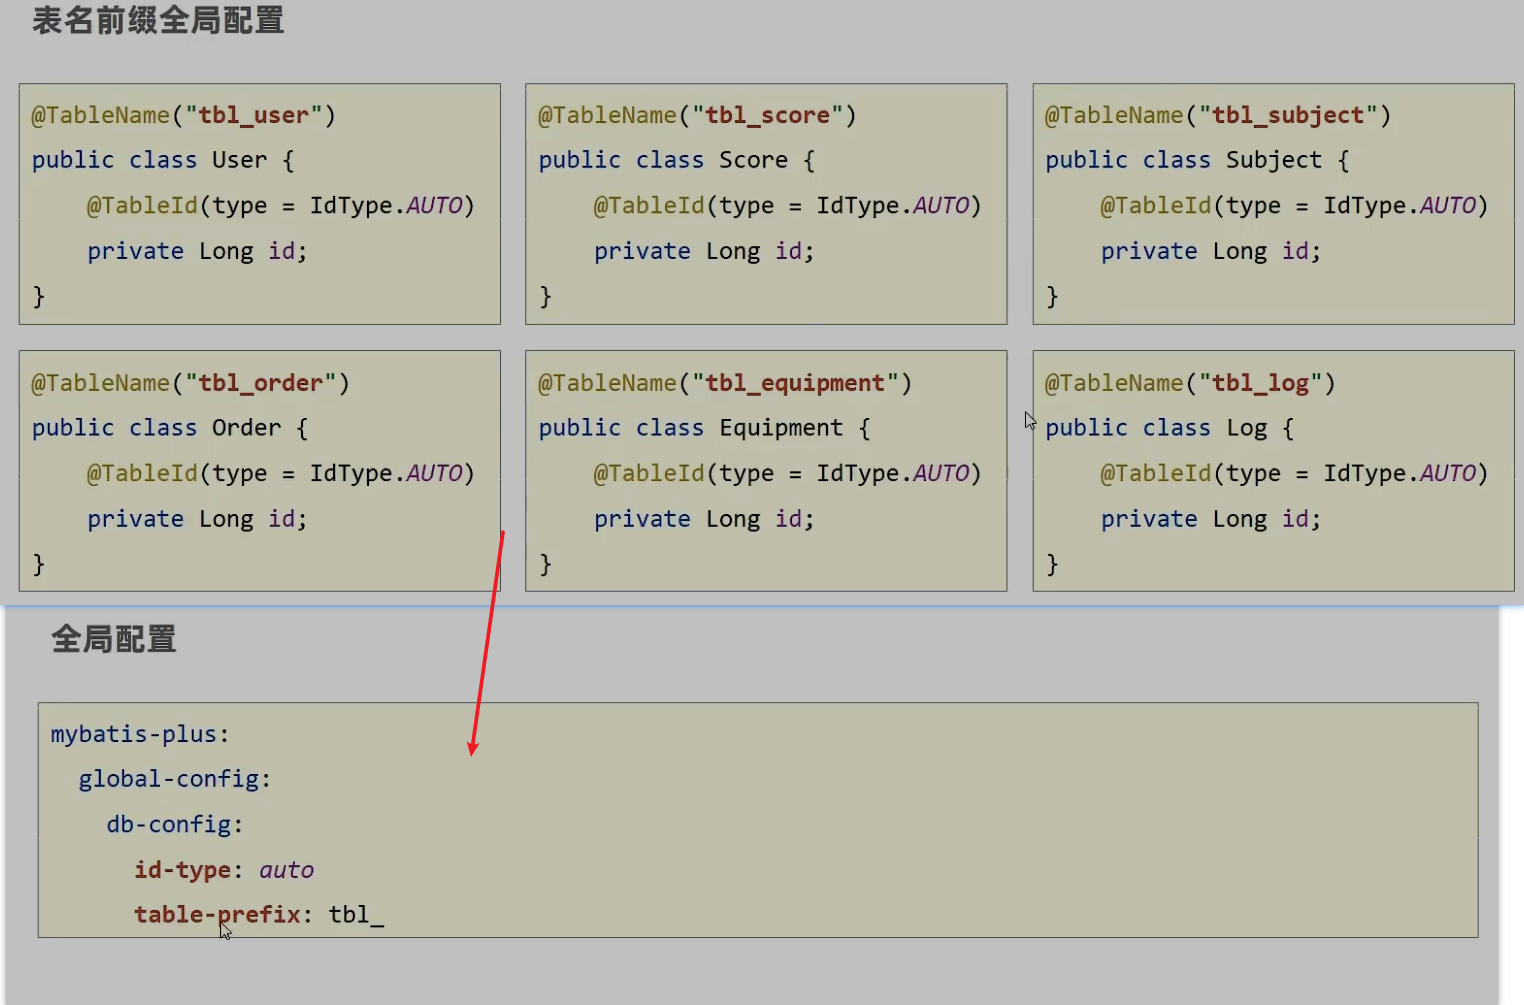 表名前缀全局配置
@TableName("tbl_user")
public class User {
    @TableId(type = IdType.AUTO)
    private Long id;
}
@TableName("tbl_score")
public class Score {
    @TableId(type = IdType.AUTO)
    private Long id;
}
@TableName("tbl_subject")
public class Subject {
    @TableId(type = IdType.AUTO)
    private Long id;
}
@TableName("tbl_order")
public class Order {
    @TableId(type = IdType.AUTO)
    private Long id;
}
@TableName("tbl_equipment")
public class Equipment {
    @TableId(type = IdType.AUTO)
    private Long id;
}
@TableName("tbl_log")
public class Log {
    @TableId(type = IdType.AUTO)
    private Long id;
}
全局配置
mybatis-plus:
  global-config:
    db-config:
      id-type: auto
      table-prefix: tbl_